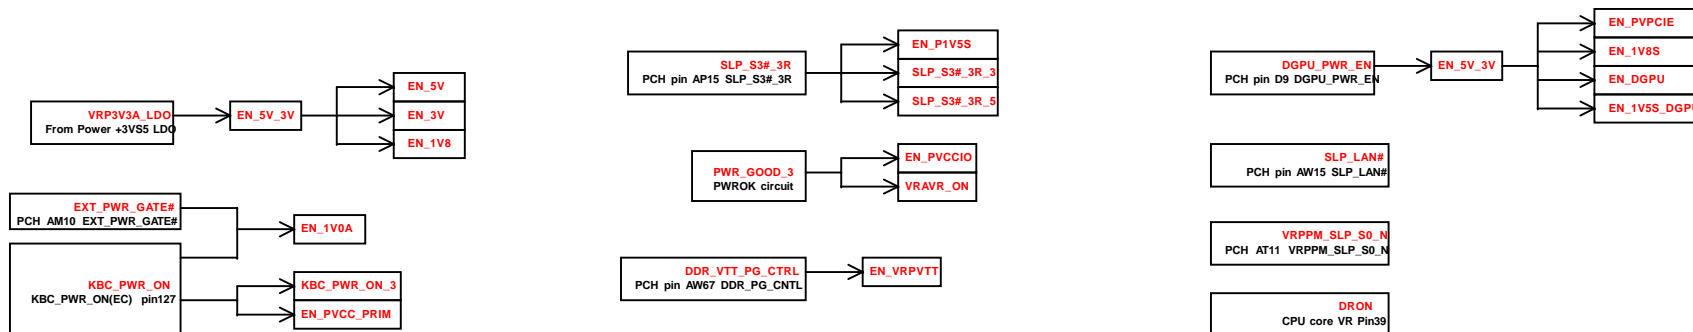 VRP3V3A_LDO
From Power +3VS5 LDO
EN_5V_3V
EN_5V
EN_3V
EN_1V8
EXT_PWR_GATE#
PCH AM10 EXT_PWR_GATE#
KBC_PWR_ON
KBC_PWR_ON(EC) pin127
EN_1V0A
KBC_PWR_ON_3
EN_PVCC_PRIM
SLP_S3#_3R
PCH pin AP15 SLP_S3#_3R
EN_P1V5S
SLP_S3#_3R_3
SLP_S3#_3R_5
PWR_GOOD_3
PWROK circuit
EN_PVCCIO
VRAVR_ON
DDR_VTT_PG_CTRL
PCH pin AW67 DDR_PG_CNTL
EN_VRPVTT
DGPU_PWR_EN
PCH pin D9 DGPU_PWR_EN
EN_5V_3V
EN_PVPCIE
EN_1V8S
EN_DGPU
EN_1V5S_DGPU
SLP_LAN#
PCH pin AW15 SLP_LAN#
VRPPM_SLP_S0_N
PCH AT11 VRPPM_SLP_S0_N
DRON
CPU core VR Pin39